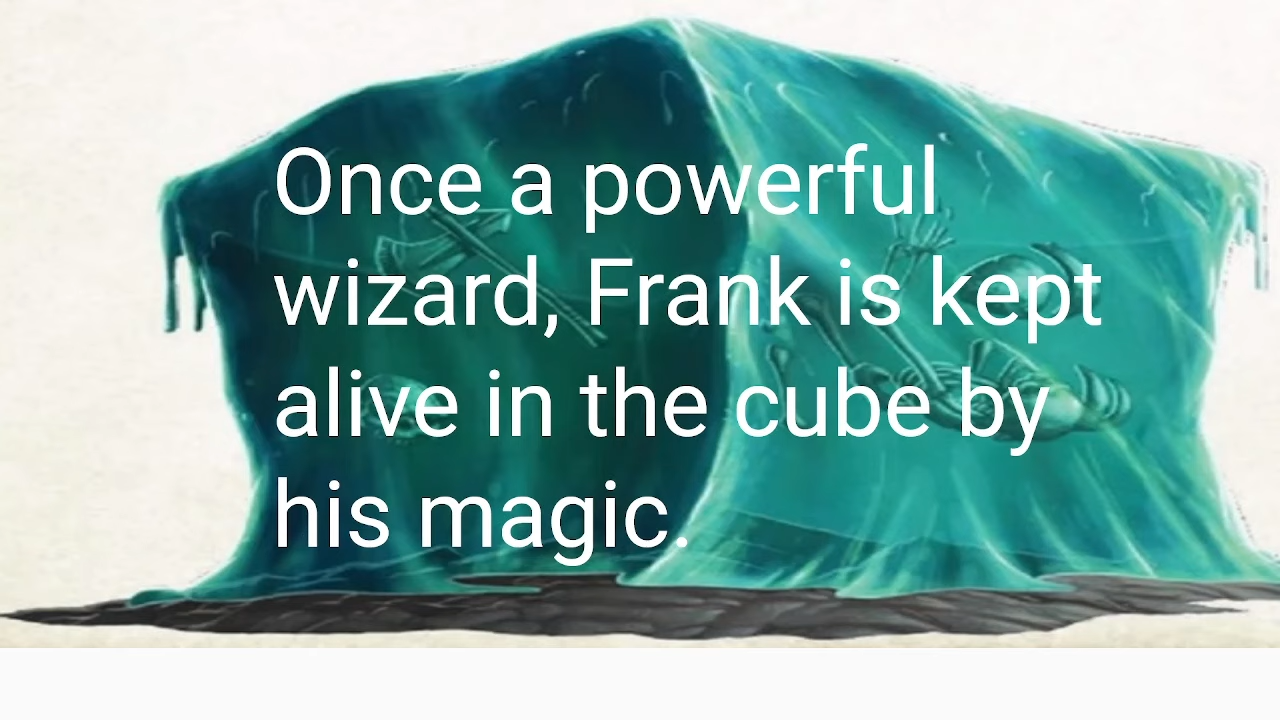 Once a powerful
wizard, Frank is kept
alive in the cube by
his magic.